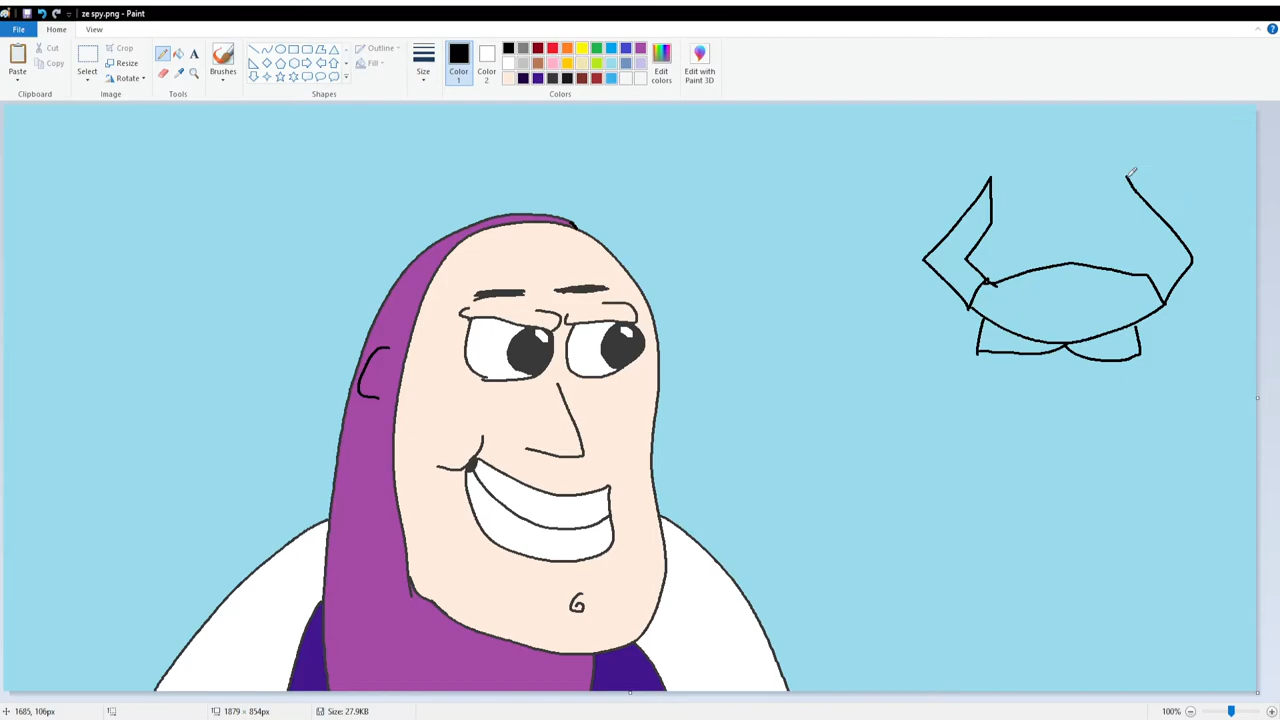 ze spy.png - Paint
File Home View
Paste Cut Copy Select Crop Resize Rotate A Brushes Outline Fill Size Color 1 Color 2 Edit colors Edit with Paint 3D
Clipboard Image Tools Shapes Colors
1685, 106px 1879 × 854px Size: 27.9KB 100%